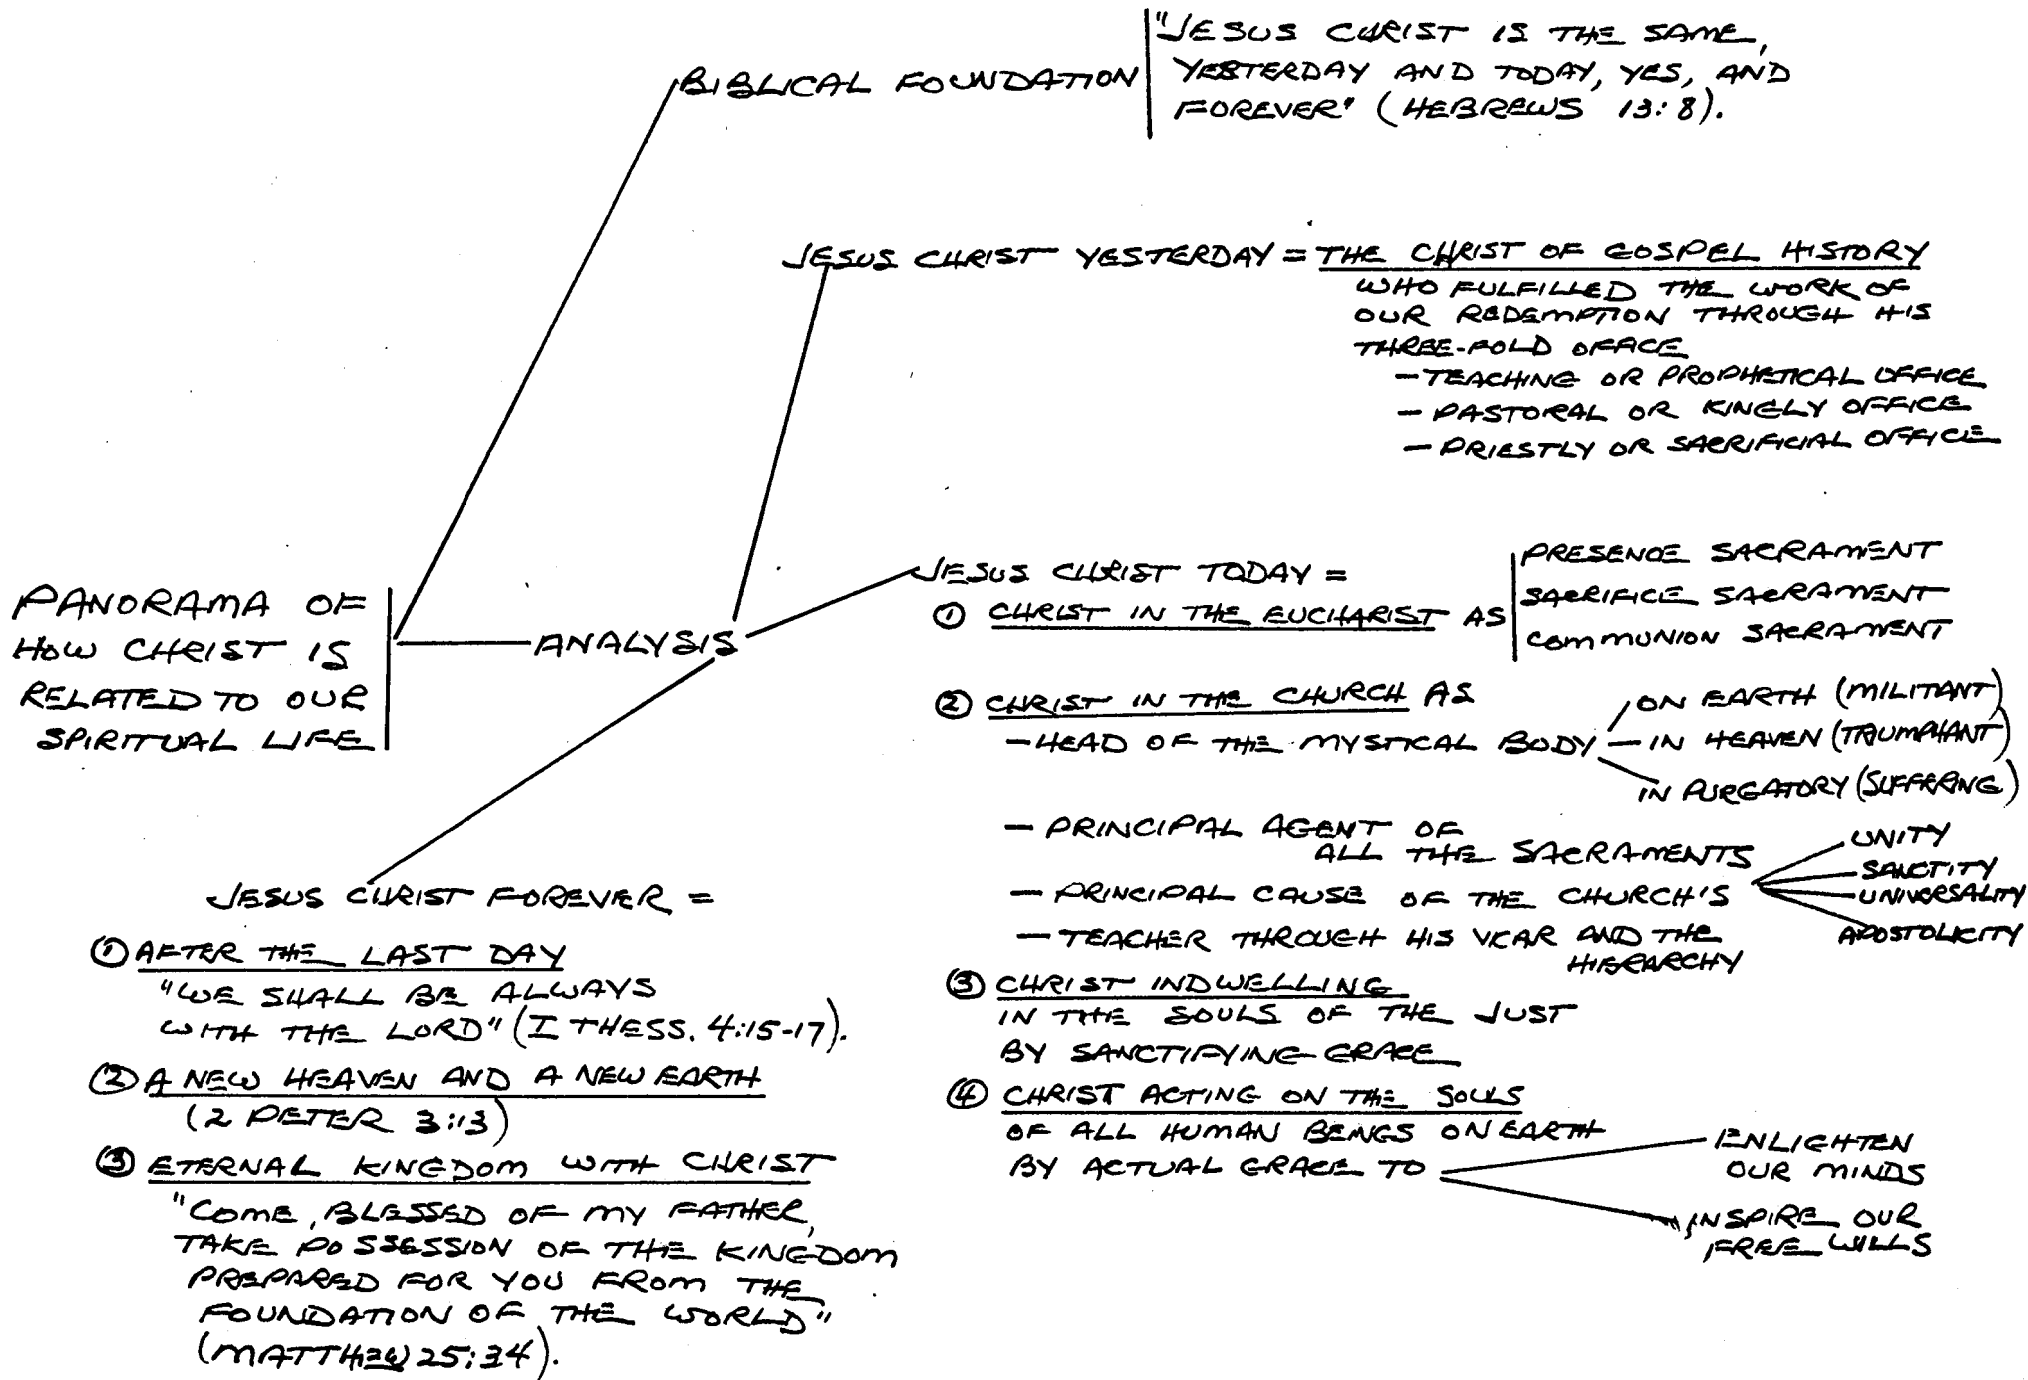 PANORAMA OF
HOW CHRIST IS
RELATED TO OUR
SPIRITUAL LIFE
BIBLICAL FOUNDATION
"JESUS CHRIST IS THE SAME,
YESTERDAY AND TODAY, YES, AND
FOREVER" (HEBREWS 13:8).
ANALYSIS
JESUS CHRIST YESTERDAY = THE CHRIST OF GOSPEL HISTORY
WHO FULFILLED THE WORK OF
OUR REDEMPTION THROUGH HIS
THREE-FOLD OFFICE
- TEACHING OR PROPHETICAL OFFICE
- PASTORAL OR KINGLY OFFICE
- PRIESTLY OR SACRIFICIAL OFFICE
JESUS CHRIST TODAY =
① CHRIST IN THE EUCHARIST AS
PRESENCE SACRAMENT
SACRIFICE SACRAMENT
COMMUNION SACRAMENT
② CHRIST IN THE CHURCH AS
- HEAD OF THE MYSTICAL BODY
ON EARTH (MILITANT)
IN HEAVEN (TRIUMPHANT)
IN PURGATORY (SUFFERING)
- PRINCIPAL AGENT OF
ALL THE SACRAMENTS
- PRINCIPAL CAUSE OF THE CHURCH'S
UNITY
SANCTITY
UNIVERSALITY
APOSTOLICITY
- TEACHER THROUGH HIS VICAR AND THE
HIERARCHY
③ CHRIST INDWELLING
IN THE SOULS OF THE JUST
BY SANCTIFYING GRACE
④ CHRIST ACTING ON THE SOULS
OF ALL HUMAN BEINGS ON EARTH
BY ACTUAL GRACE TO
ENLIGHTEN
OUR MINDS
INSPIRE OUR
FREE WILLS
JESUS CHRIST FOREVER =
① AFTER THE LAST DAY
"WE SHALL BE ALWAYS
WITH THE LORD" (I THESS. 4:15-17).
② A NEW HEAVEN AND A NEW EARTH
(2 PETER 3:13)
③ ETERNAL KINGDOM WITH CHRIST
"COME, BLESSED OF MY FATHER,
TAKE POSSESSION OF THE KINGDOM
PREPARED FOR YOU FROM THE
FOUNDATION OF THE WORLD"
(MATTHEW 25:34).